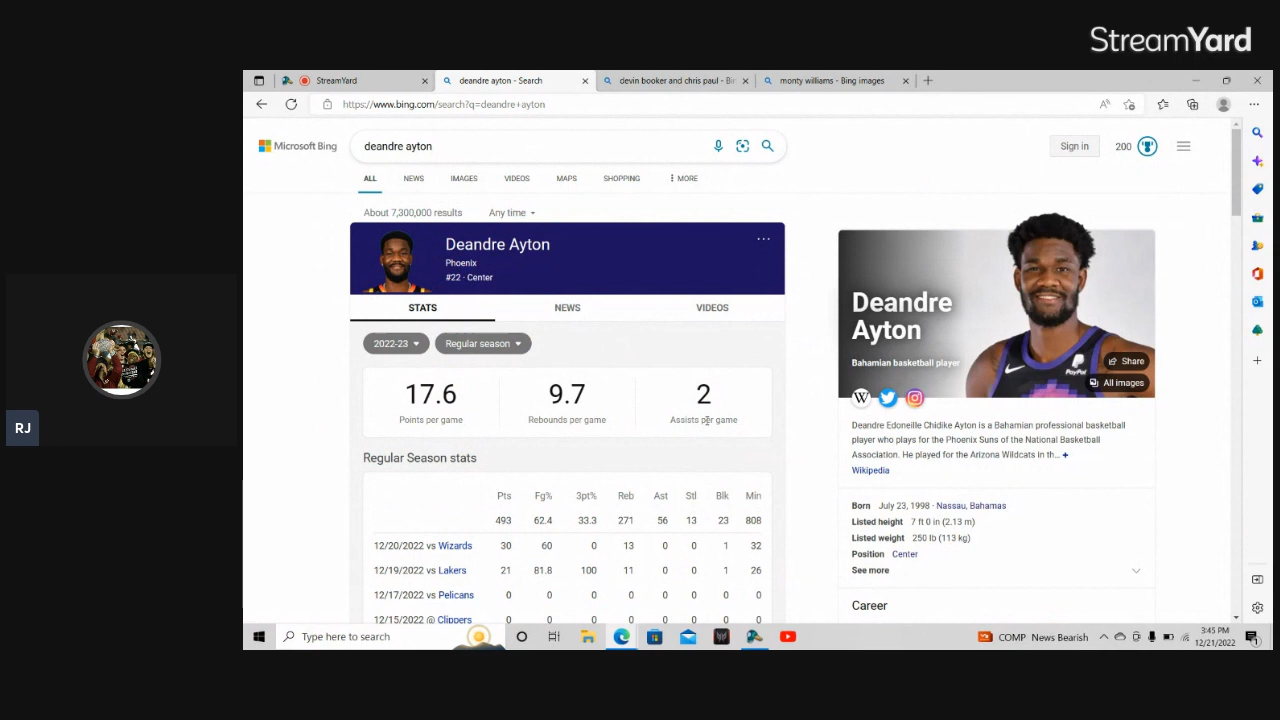 StreamYard
StreamYard
deandre ayton - Search
devin booker and chris paul - Bi
monty williams - Bing images
https://www.bing.com/search?q=deandre+ayton
Microsoft Bing
deandre ayton
Sign in
200
ALL
NEWS
IMAGES
VIDEOS
MAPS
SHOPPING
MORE
About 7,300,000 results
Any time
Deandre Ayton
Phoenix
#22 · Center
STATS
NEWS
VIDEOS
2022-23
Regular season
17.6
9.7
2
Points per game
Rebounds per game
Assists per game
Regular Season stats
Pts Fg% 3pt% Reb Ast Stl Blk Min
493 62.4 33.3 271 56 13 23 808
12/20/2022 vs Wizards 30 60 0 13 0 0 1 32
12/19/2022 vs Lakers 21 81.8 100 11 0 0 1 26
12/17/2022 vs Pelicans 0 0 0 0 0 0 0 0
12/15/2022 @ Clippers 0 0 0 0 0 0 0 0
Deandre
Ayton
Bahamian basketball player
PayPal
Share
All images
W
Deandre Edoneille Chidike Ayton is a Bahamian professional basketball
player who plays for the Phoenix Suns of the National Basketball
Association. He played for the Arizona Wildcats in th… +
Wikipedia
Born July 23, 1998 · Nassau, Bahamas
Listed height 7 ft 0 in (2.13 m)
Listed weight 250 lb (113 kg)
Position Center
See more
Career
RJ
Type here to search
COMP News Bearish
3:45 PM
12/21/2022